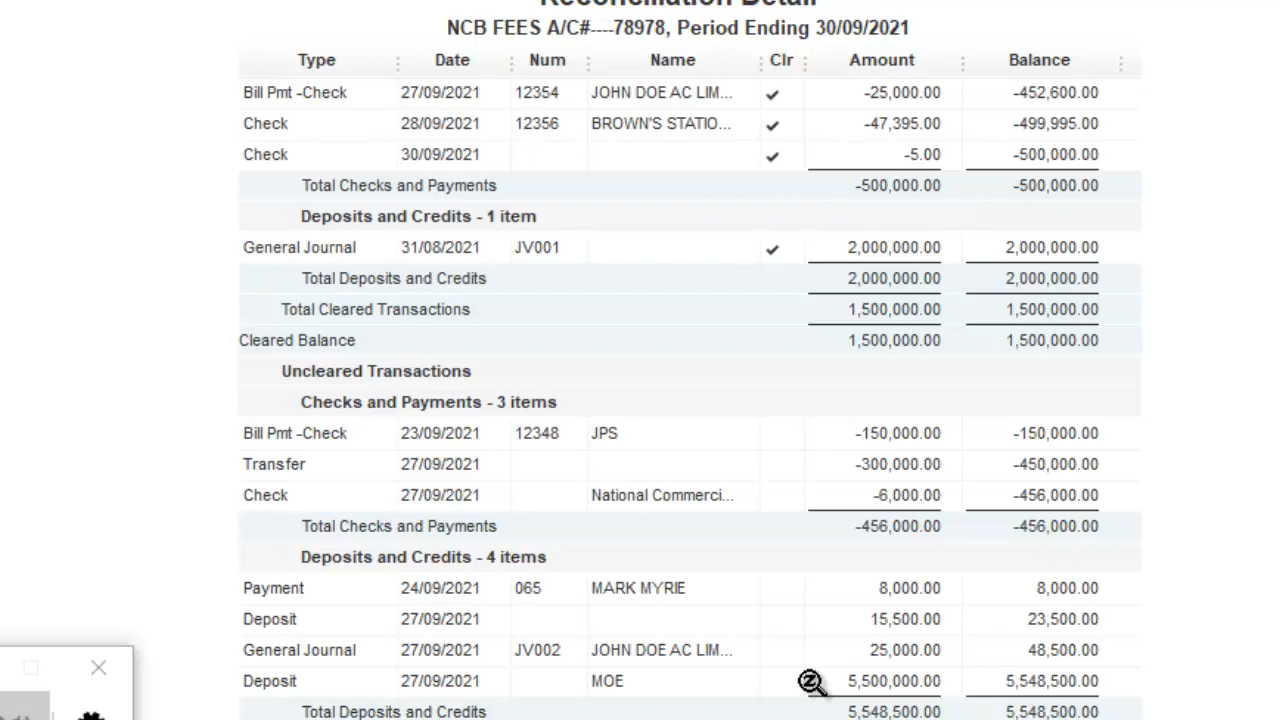 Reconciliation Detail
NCB FEES A/C#----78978, Period Ending 30/09/2021
Type Date Num Name Clr Amount Balance
Bill Pmt -Check 27/09/2021 12354 JOHN DOE AC LIM... ✓ -25,000.00 -452,600.00
Check 28/09/2021 12356 BROWN'S STATIO... ✓ -47,395.00 -499,995.00
Check 30/09/2021 ✓ -5.00 -500,000.00
Total Checks and Payments -500,000.00 -500,000.00
Deposits and Credits - 1 item
General Journal 31/08/2021 JV001 ✓ 2,000,000.00 2,000,000.00
Total Deposits and Credits 2,000,000.00 2,000,000.00
Total Cleared Transactions 1,500,000.00 1,500,000.00
Cleared Balance 1,500,000.00 1,500,000.00
Uncleared Transactions
Checks and Payments - 3 items
Bill Pmt -Check 23/09/2021 12348 JPS -150,000.00 -150,000.00
Transfer 27/09/2021 -300,000.00 -450,000.00
Check 27/09/2021 National Commerci... -6,000.00 -456,000.00
Total Checks and Payments -456,000.00 -456,000.00
Deposits and Credits - 4 items
Payment 24/09/2021 065 MARK MYRIE 8,000.00 8,000.00
Deposit 27/09/2021 15,500.00 23,500.00
General Journal 27/09/2021 JV002 JOHN DOE AC LIM... 25,000.00 48,500.00
Deposit 27/09/2021 MOE 5,500,000.00 5,548,500.00
Total Deposits and Credits 5,548,500.00 5,548,500.00